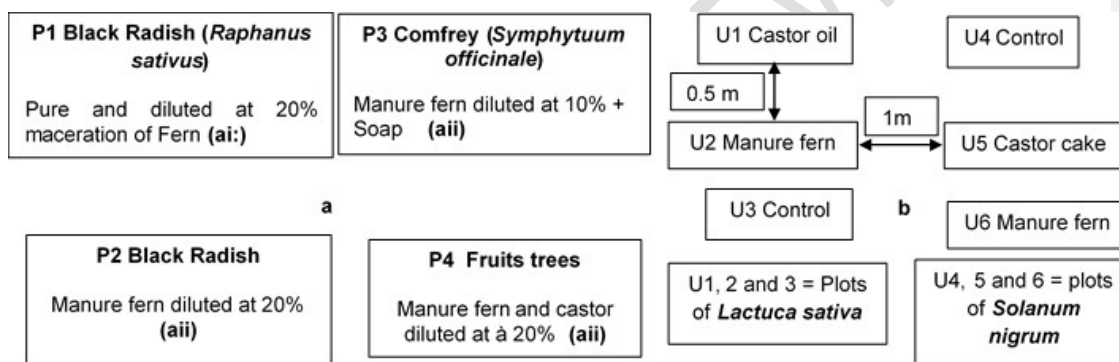 P1 Black Radish (Raphanus
sativus)
Pure and diluted at 20%
maceration of Fern (ai:)
P3 Comfrey (Symphytuum
officinale)
Manure fern diluted at 10% +
Soap (aii)
a
P2 Black Radish
Manure fern diluted at 20%
(aii)
P4 Fruits trees
Manure fern and castor
diluted at à 20% (aii)
U1 Castor oil
U4 Control
0.5 m
1m
U2 Manure fern
U5 Castor cake
U3 Control
b
U6 Manure fern
U1, 2 and 3 = Plots
of Lactuca sativa
U4, 5 and 6 = plots
of Solanum
nigrum